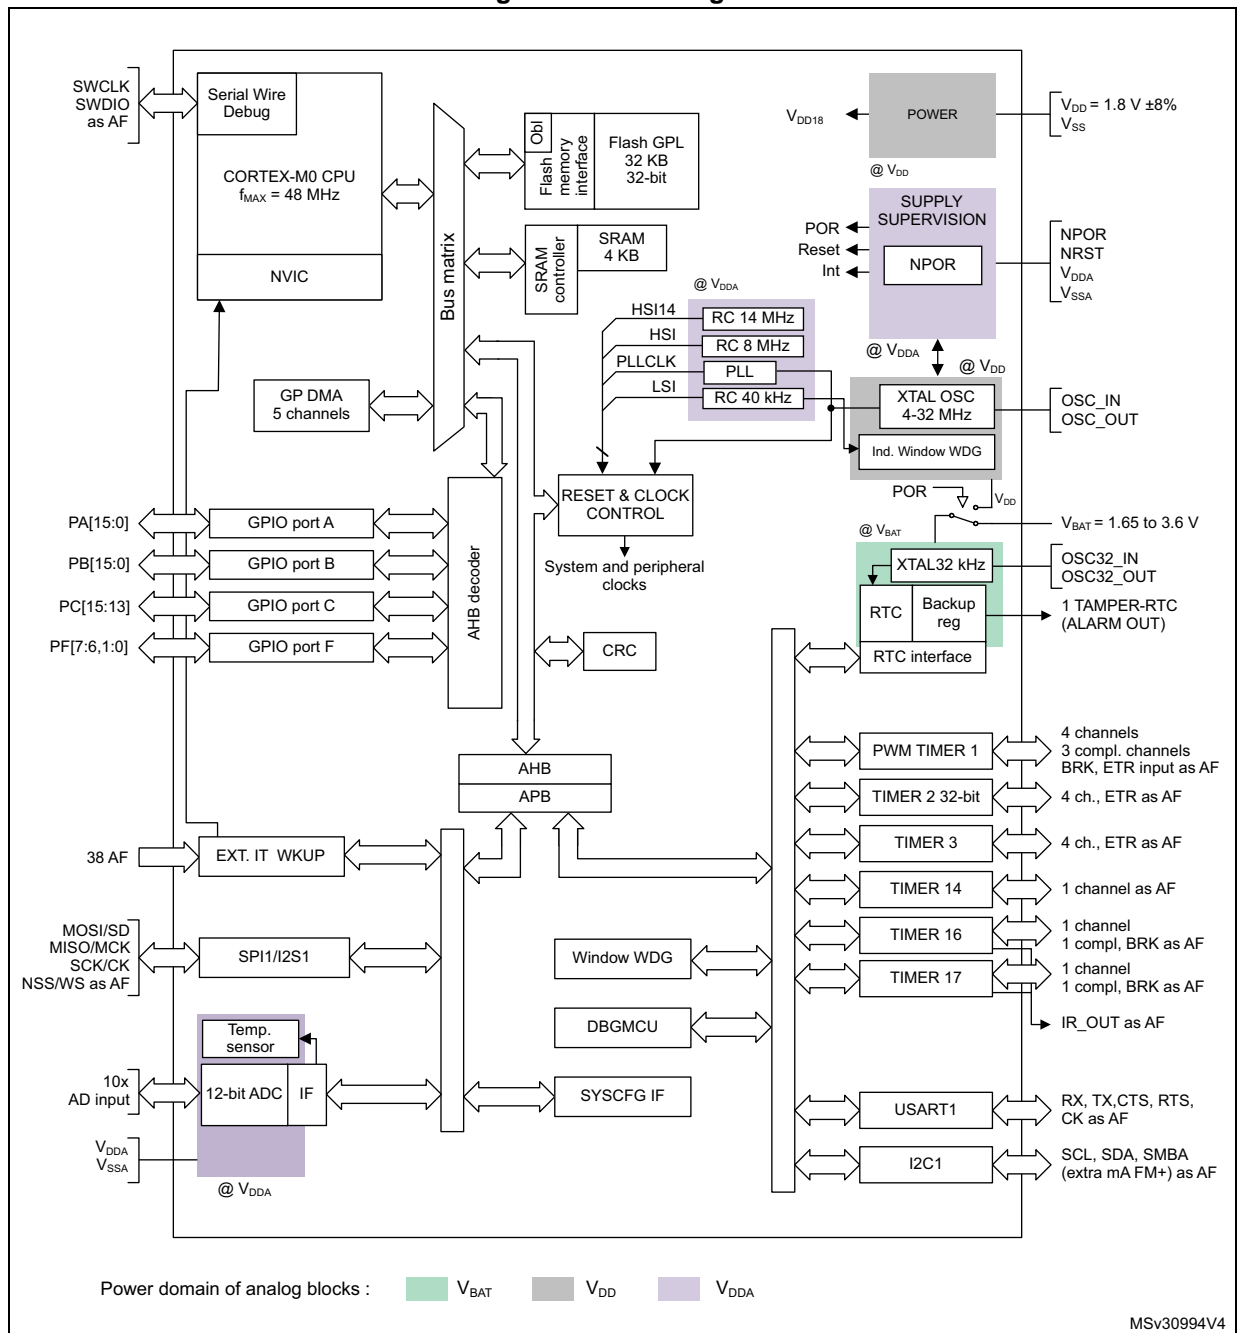 SWCLK
SWDIO
as AF
Serial Wire
Debug
CORTEX-M0 CPU
fMAX = 48 MHz
NVIC
Bus matrix
Obl
Flash
memory
interface
Flash GPL
32 KB
32-bit
SRAM
controller
SRAM
4 KB
VDD18
POWER
VDD = 1.8 V ±8%
VSS
@ VDD
SUPPLY
SUPERVISION
POR
Reset
Int
NPOR
NPOR
NRST
VDDA
VSSA
@ VDDA
@ VDDA
@ VDD
HSI14
HSI
PLLCLK
LSI
RC 14 MHz
RC 8 MHz
PLL
RC 40 kHz
GP DMA
5 channels
XTAL OSC
4-32 MHz
OSC_IN
OSC_OUT
Ind. Window WDG
POR
VDD
RESET & CLOCK
CONTROL
System and peripheral
clocks
VBAT = 1.65 to 3.6 V
@ VBAT
XTAL32 kHz
OSC32_IN
OSC32_OUT
RTC
Backup
reg
1 TAMPER-RTC
(ALARM OUT)
RTC interface
PA[15:0]
GPIO port A
PB[15:0]
GPIO port B
PC[15:13]
GPIO port C
PF[7:6,1:0]
GPIO port F
AHB decoder
CRC
AHB
APB
PWM TIMER 1
4 channels
3 compl. channels
BRK, ETR input as AF
TIMER 2 32-bit
4 ch., ETR as AF
38 AF
EXT. IT WKUP
TIMER 3
4 ch., ETR as AF
TIMER 14
1 channel as AF
MOSI/SD
MISO/MCK
SCK/CK
NSS/WS as AF
SPI1/I2S1
Window WDG
TIMER 16
1 channel
1 compl, BRK as AF
TIMER 17
1 channel
1 compl, BRK as AF
DBGMCU
IR_OUT as AF
Temp.
sensor
10x
AD input
12-bit ADC
IF
SYSCFG IF
USART1
RX, TX,CTS, RTS,
CK as AF
VDDA
VSSA
@ VDDA
I2C1
SCL, SDA, SMBA
(extra mA FM+) as AF
Power domain of analog blocks :
VBAT
VDD
VDDA
MSv30994V4